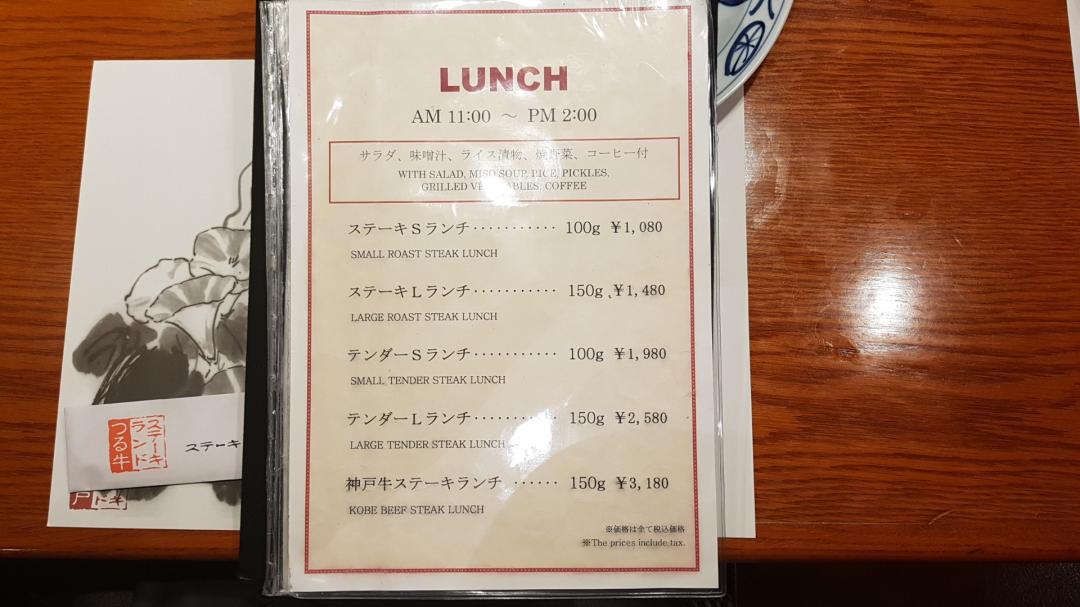 LUNCH
AM 11:00 ～ PM 2:00
サラダ、味噌汁、ライス漬物、焼野菜、コーヒー付
WITH SALAD, MISO SOUP, RICE, PICKLES,
GRILLED VEGETABLES, COFFEE
ステーキSランチ··········· 100g ¥1,080
SMALL ROAST STEAK LUNCH
ステーキLランチ··········· 150g ¥1,480
LARGE ROAST STEAK LUNCH
テンダーSランチ··········· 100g ¥1,980
SMALL TENDER STEAK LUNCH
テンダーLランチ··········· 150g ¥2,580
LARGE TENDER STEAK LUNCH
神戸牛ステーキランチ ······ 150g ¥3,180
KOBE BEEF STEAK LUNCH
※価格は全て税込価格
※The prices include tax.
ステーキ
ランド
つる牛
ステーキ